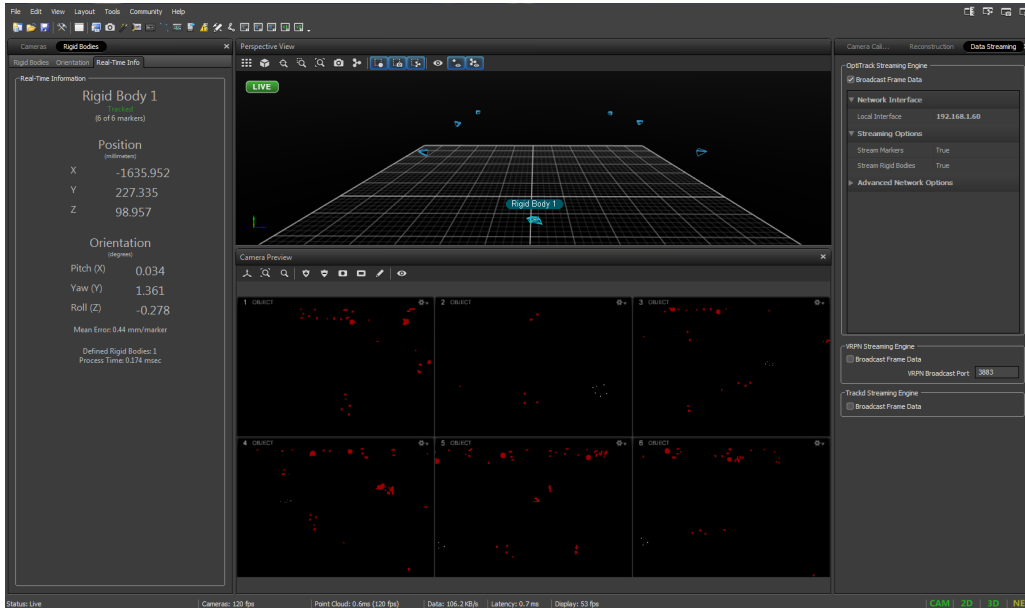 File Edit View Layout Tools Community Help
Cameras Rigid Bodies
Rigid Bodies Orientation Real-Time Info
Real-Time Information
Rigid Body 1
Tracked
(6 of 6 markers)
Position
(millimeters)
X -1635.952
Y 227.335
Z 98.957
Orientation
(degrees)
Pitch (X) 0.034
Yaw (Y) 1.361
Roll (Z) -0.278
Mean Error: 0.44 mm/marker
Defined Rigid Bodies: 1
Process Time: 0.174 msec
Perspective View
LIVE
Rigid Body 1
Camera Preview
1 OBJECT
2 OBJECT
3 OBJECT
4 OBJECT
5 OBJECT
6 OBJECT
Camera Cali... Reconstruction Data Streaming
OptiTrack Streaming Engine
Broadcast Frame Data
Network Interface
Local Interface 192.168.1.60
Streaming Options
Stream Markers True
Stream Rigid Bodies True
Advanced Network Options
VRPN Streaming Engine
Broadcast Frame Data
VRPN Broadcast Port 3883
Trackd Streaming Engine
Broadcast Frame Data
Status: Live Cameras: 120 fps Point Cloud: 0.6ms (120 fps) Data: 106.2 KB/s Latency: 0.7 ms Display: 53 fps CAM 2D 3D NE